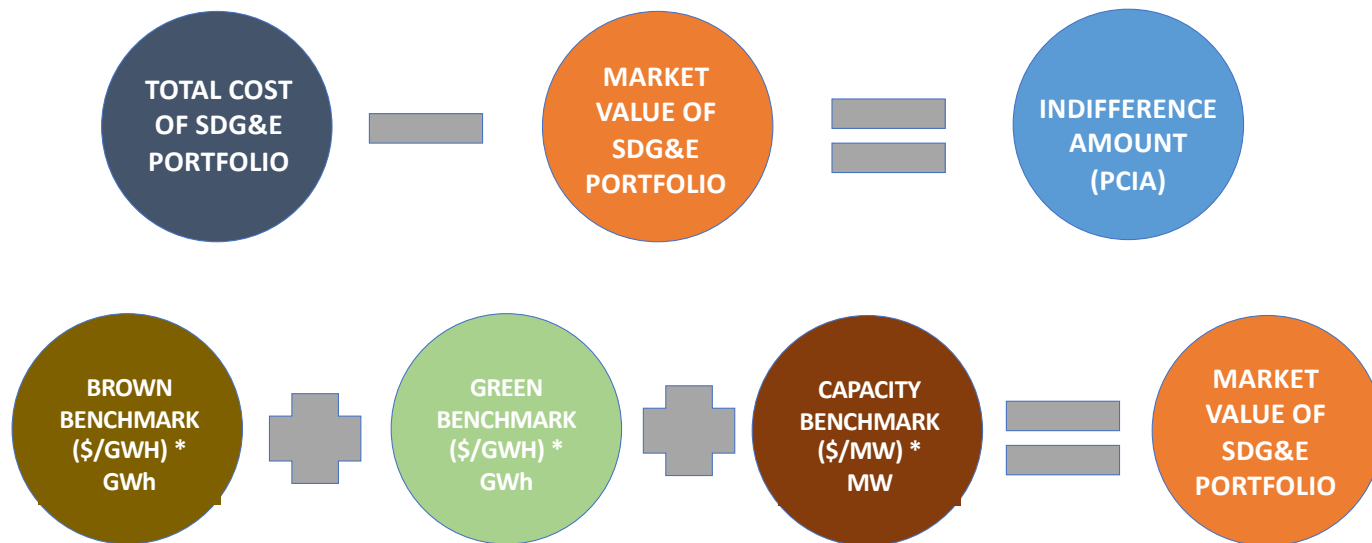 TOTAL COST
OF SDG&E
PORTFOLIO
MARKET
VALUE OF
SDG&E
PORTFOLIO
INDIFFERENCE
AMOUNT
(PCIA)
BROWN
BENCHMARK
($/GWH) *
GWh
GREEN
BENCHMARK
($/GWH) *
GWh
CAPACITY
BENCHMARK
($/MW) *
MW
MARKET
VALUE OF
SDG&E
PORTFOLIO